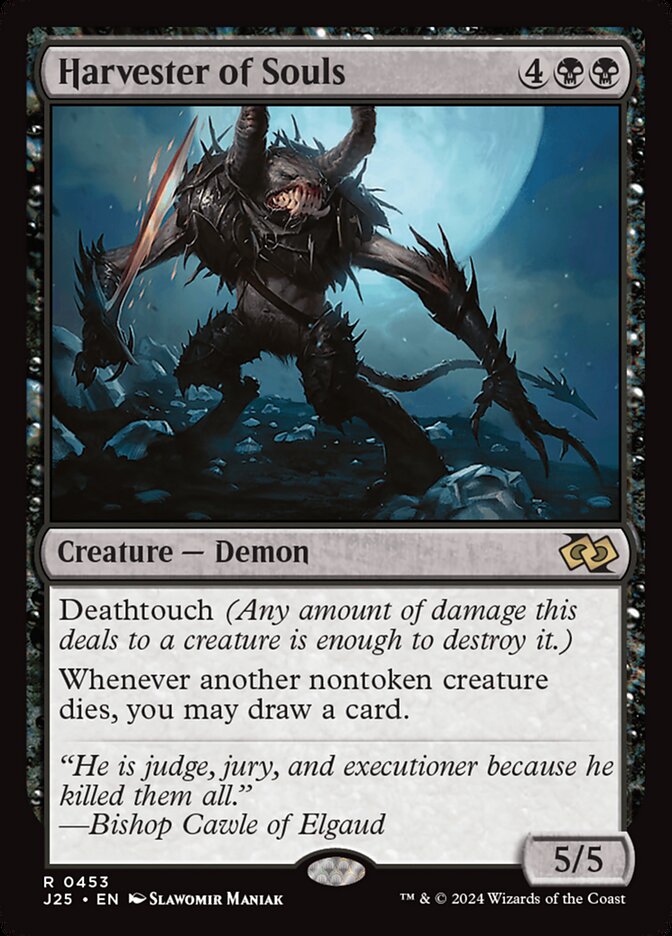 Harvester of Souls 4
Creature — Demon
Deathtouch (Any amount of damage this
deals to a creature is enough to destroy it.)
Whenever another nontoken creature
dies, you may draw a card.
“He is judge, jury, and executioner because he
killed them all.”
—Bishop Cawle of Elgaud
5/5
R 0453
J25 • EN SLAWOMIR MANIAK
™ & © 2024 Wizards of the Coast